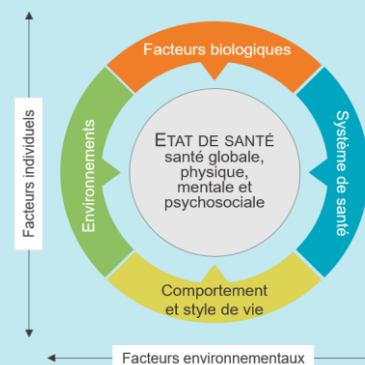 Facteurs biologiques
Facteurs individuels
Environnements
ETAT DE SANTÉ
santé globale,
physique,
mentale et
psychosociale
Système de santé
Comportement
et style de vie
Facteurs environnementaux